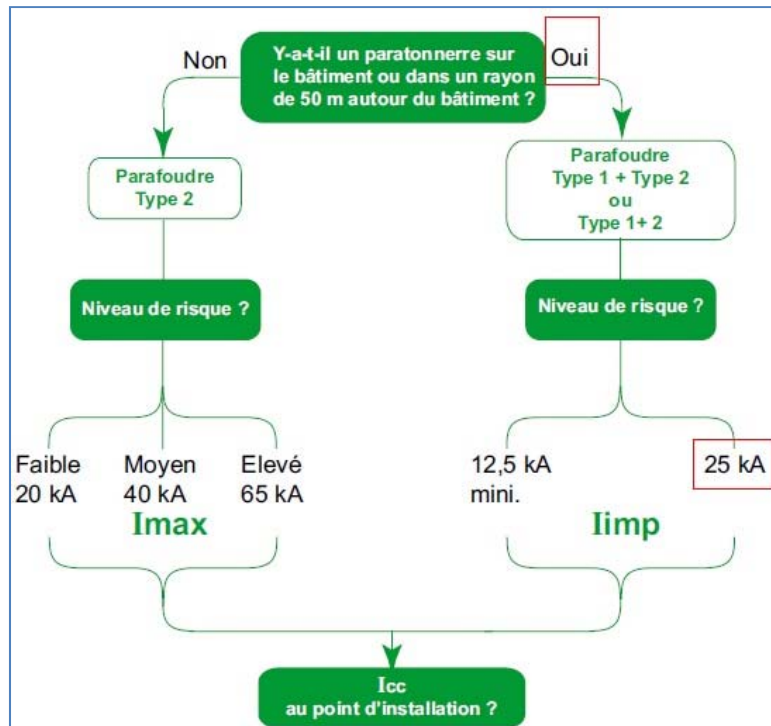 Non
Y-a-t-il un paratonnerre sur
le bâtiment ou dans un rayon
de 50 m autour du bâtiment ?
Oui
Parafoudre
Type 2
Parafoudre
Type 1 + Type 2
ou
Type 1+ 2
Niveau de risque ?
Niveau de risque ?
Faible
20 kA
Moyen
40 kA
Elevé
65 kA
Imax
12,5 kA
mini.
25 kA
Iimp
Icc
au point d'installation ?